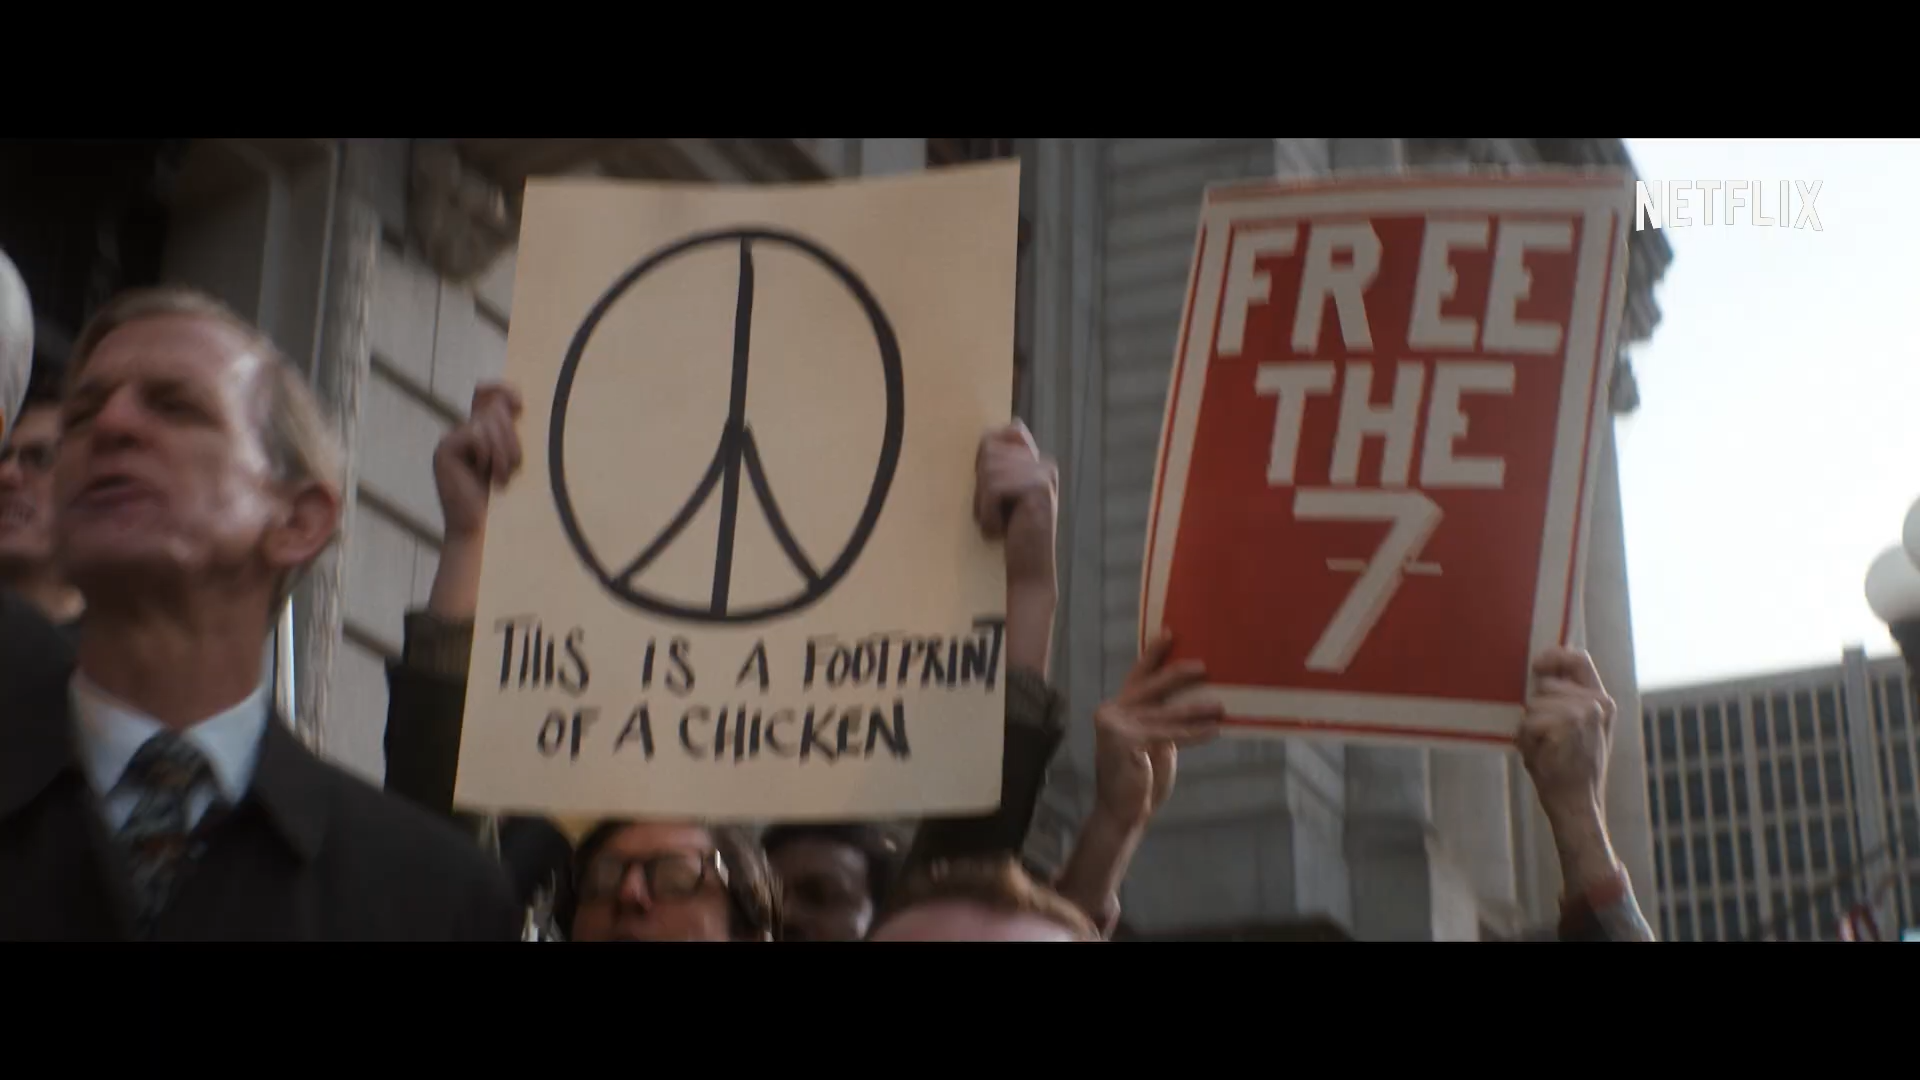 NETFLIX
THIS IS A FOOTPRINT
OF A CHICKEN
FREE
THE
7